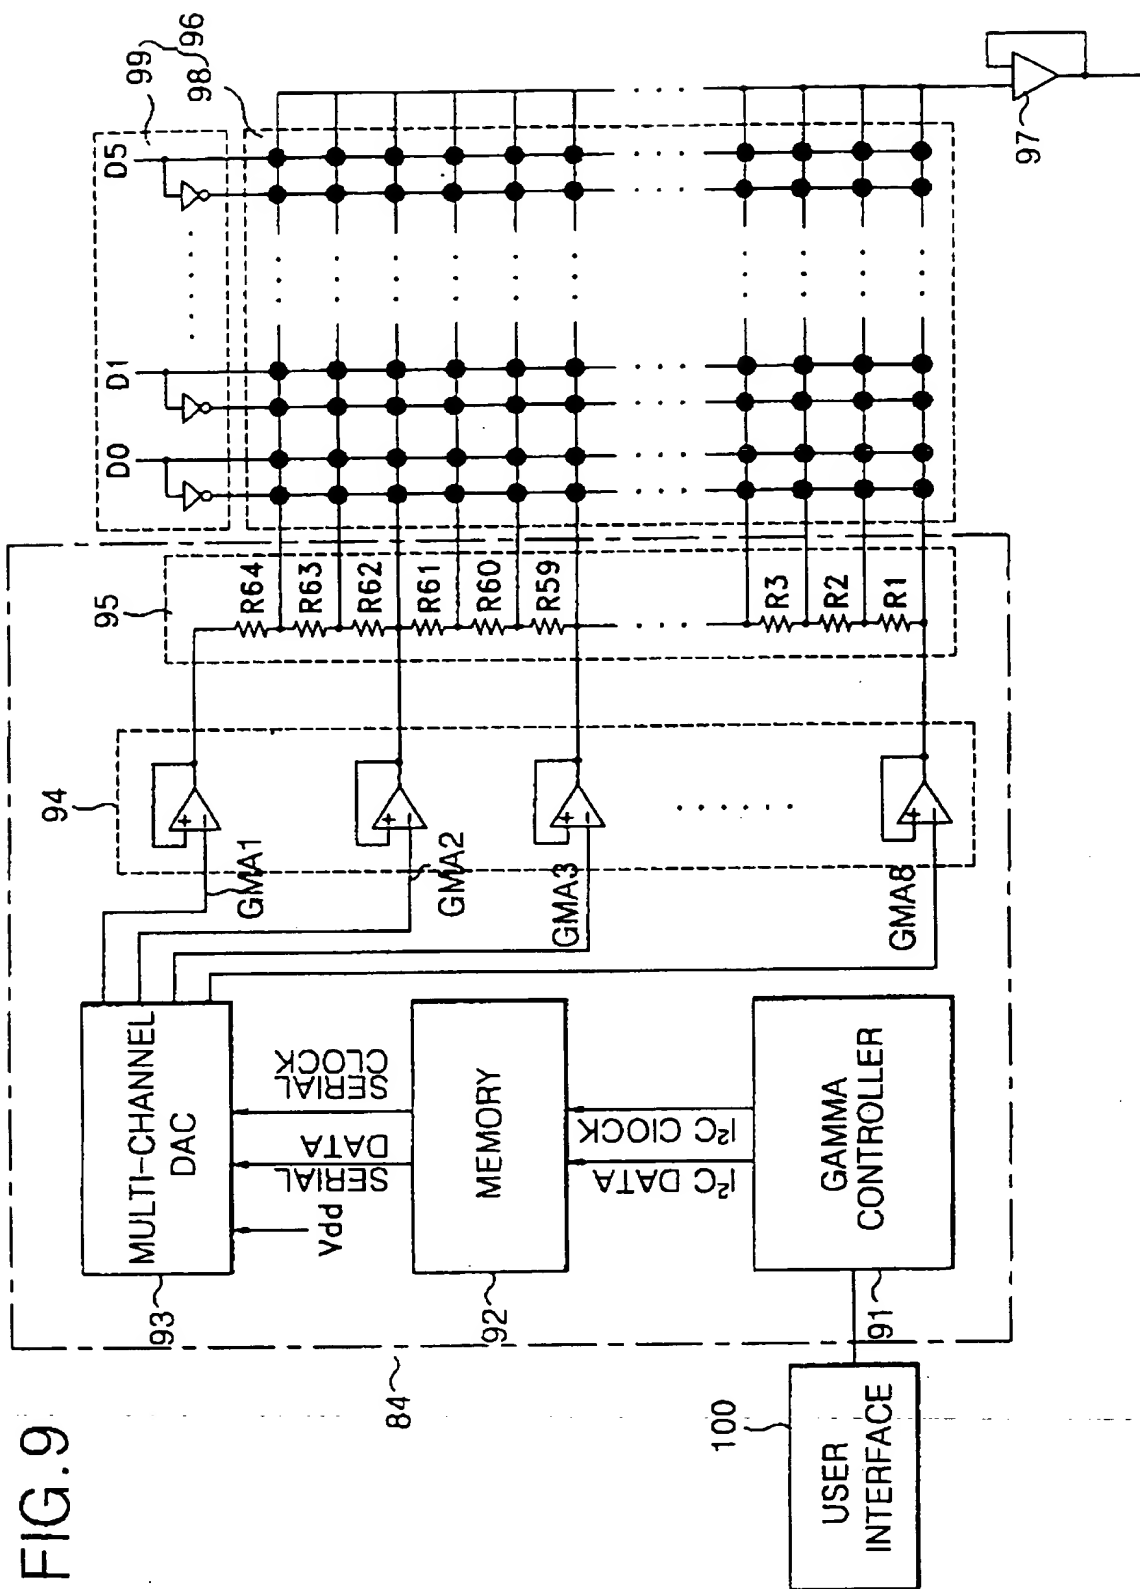 FIG.9
99
96
98
D5
D1
D0
95
R64
R63
R62
R61
R60
R59
R3
R2
R1
97
94
+
−
GMA1
+
−
GMA2
+
−
GMA3
+
−
GMA8
MULTI-CHANNEL
DAC
93
Vdd
SERIAL
DATA
SERIAL
CLOCK
MEMORY
92
I²C DATA
I²C CLOCK
GAMMA
CONTROLLER
91
84
100
USER
INTERFACE